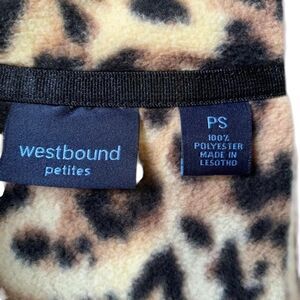 westbound
petites
PS
100%
POLYESTER
MADE IN
LESOTHO